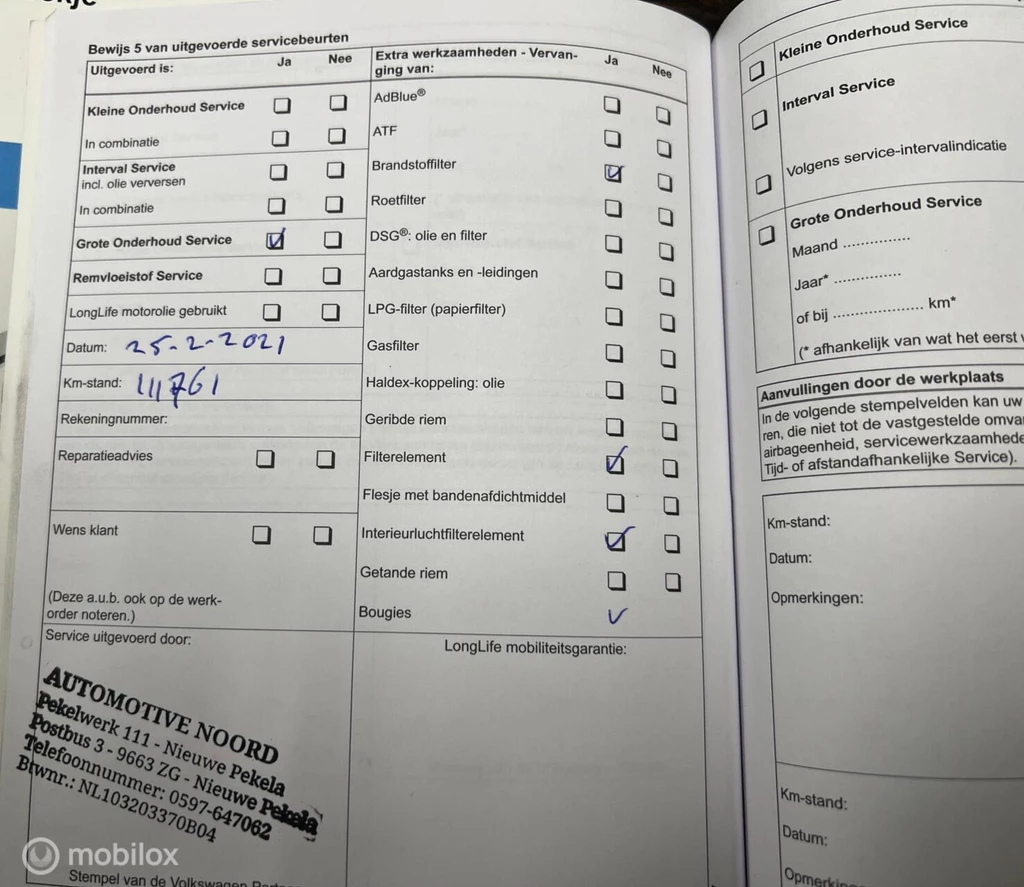 Bewijs 5 van uitgevoerde servicebeurten
Uitgevoerd is: Ja Nee
Kleine Onderhoud Service
In combinatie
Interval Service
incl. olie verversen
In combinatie
Grote Onderhoud Service
Remvloeistof Service
LongLife motorolie gebruikt
Datum: 25-2-2021
Km-stand: 111761
Rekeningnummer:
Reparatieadvies
Wens klant
(Deze a.u.b. ook op de werk-
order noteren.)
Service uitgevoerd door:
AUTOMOTIVE NOORD
Pekelwerk 111 - Nieuwe Pekela
Postbus 3 - 9663 ZG - Nieuwe Pekela
Telefoonnummer: 0597-647062
Btwnr.: NL103203370B04
Stempel van de Volkswagen
Extra werkzaamheden - Vervan-
ging van: Ja Nee
AdBlue®
ATF
Brandstoffilter
Roetfilter
DSG®: olie en filter
Aardgastanks en -leidingen
LPG-filter (papierfilter)
Gasfilter
Haldex-koppeling: olie
Geribde riem
Filterelement
Flesje met bandenafdichtmiddel
Interieurluchtfilterelement
Getande riem
Bougies
LongLife mobiliteitsgarantie:
Kleine Onderhoud Service
Interval Service
Volgens service-intervalindicatie
Grote Onderhoud Service
Maand ...............
Jaar* ...............
of bij .................... km*
(* afhankelijk van wat het eerst
Aanvullingen door de werkplaats
In de volgende stempelvelden kan uw
ren, die niet tot de vastgestelde
airbageenheid,
Tijd- of afstandafhankelijke Service).
Km-stand:
Datum:
Opmerkingen:
Km-stand:
Datum:
mobilox